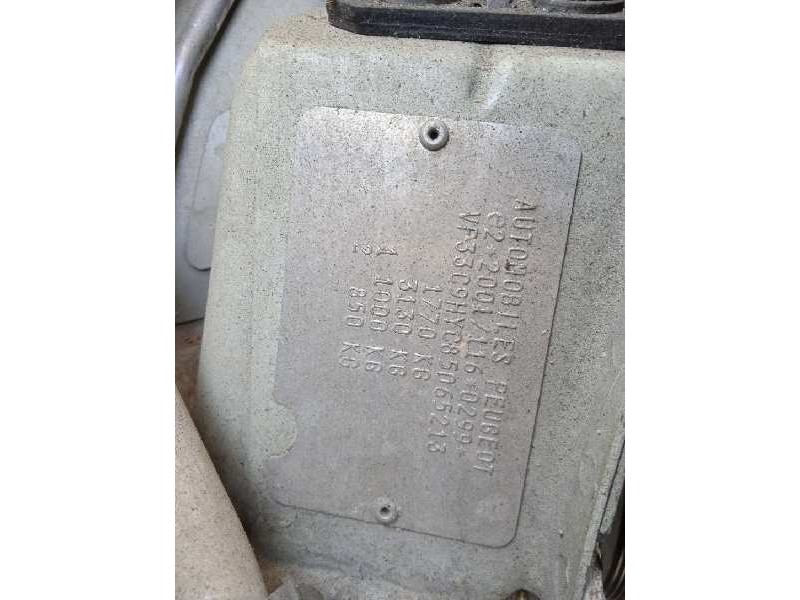 AUTOMOBILES PEUGEOT
e2*2001/116*0299*
VF33C9HYC85065213
1770 KG
3130 KG
1 1000 KG
2 850 KG